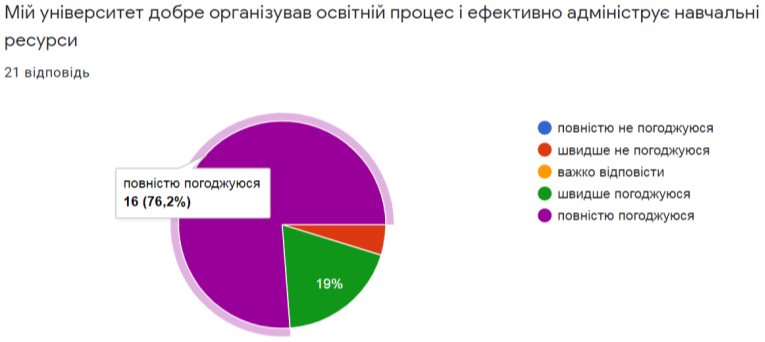 Мій університет добре організував освітній процес і ефективно адмініструє навчальні
ресурси
21 відповідь
повністю погоджуюся
16 (76,2%)
19%
повністю не погоджуюся
швидше не погоджуюся
важко відповісти
швидше погоджуюся
повністю погоджуюся